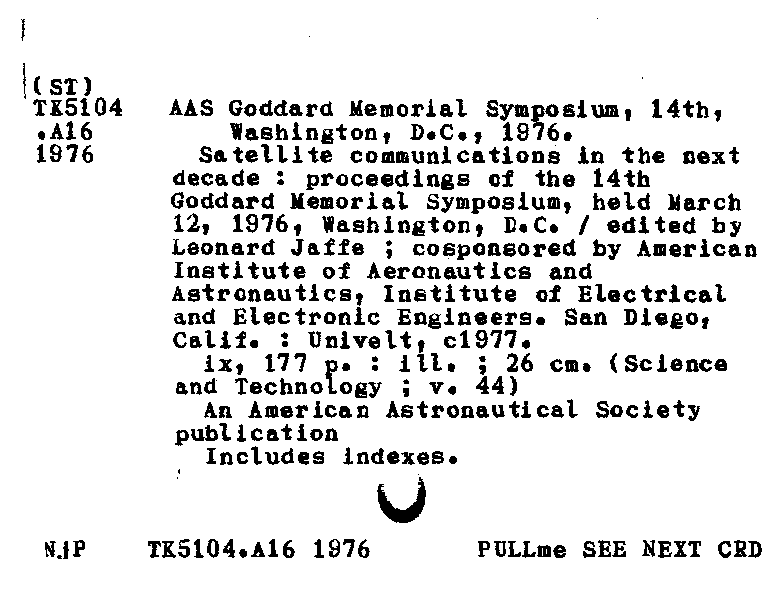 (ST)
TK5104 AAS Goddard Memorial Symposium, 14th,
.A16 Washington, D.C., 1976.
1976 Satellite communications in the next
decade : proceedings of the 14th
Goddard Memorial Symposium, held March
12, 1976, Washington, D.C. / edited by
Leonard Jaffe ; cosponsored by American
Institute of Aeronautics and
Astronautics, Institute of Electrical
and Electronic Engineers. San Diego,
Calif. : Univelt, c1977.
ix, 177 p. : ill. ; 26 cm. (Science
and Technology ; v. 44)
An American Astronautical Society
publication
Includes indexes.
NjP TK5104.A16 1976 PULLme SEE NEXT CRD